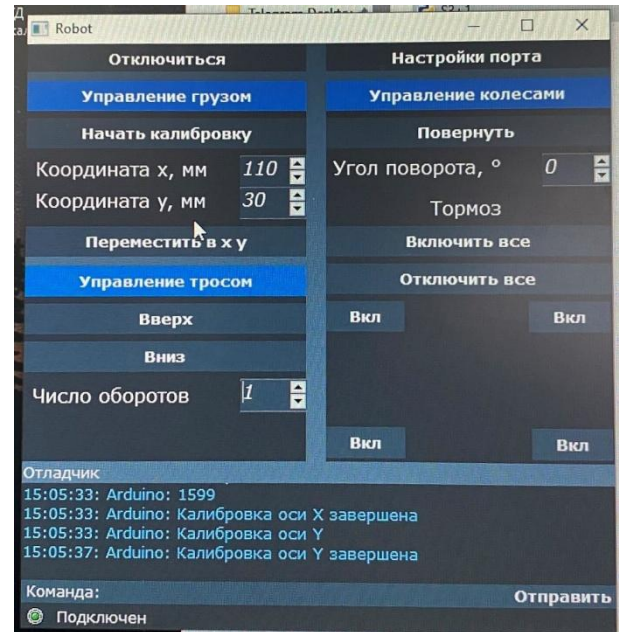 Robot
Отключиться
Настройки порта
Управление грузом
Управление колесами
Начать калибровку
Повернуть
Координата x, мм 110
Угол поворота, ° 0
Координата y, мм 30
Тормоз
Переместить в x y
Включить все
Управление тросом
Отключить все
Вверх
Вкл
Вкл
Вниз
Число оборотов 1
Вкл
Вкл
Отладчик
15:05:33: Arduino: 1599
15:05:33: Arduino: Калибровка оси X завершена
15:05:33: Arduino: Калибровка оси Y
15:05:37: Arduino: Калибровка оси Y завершена
Команда:
Отправить
Подключен